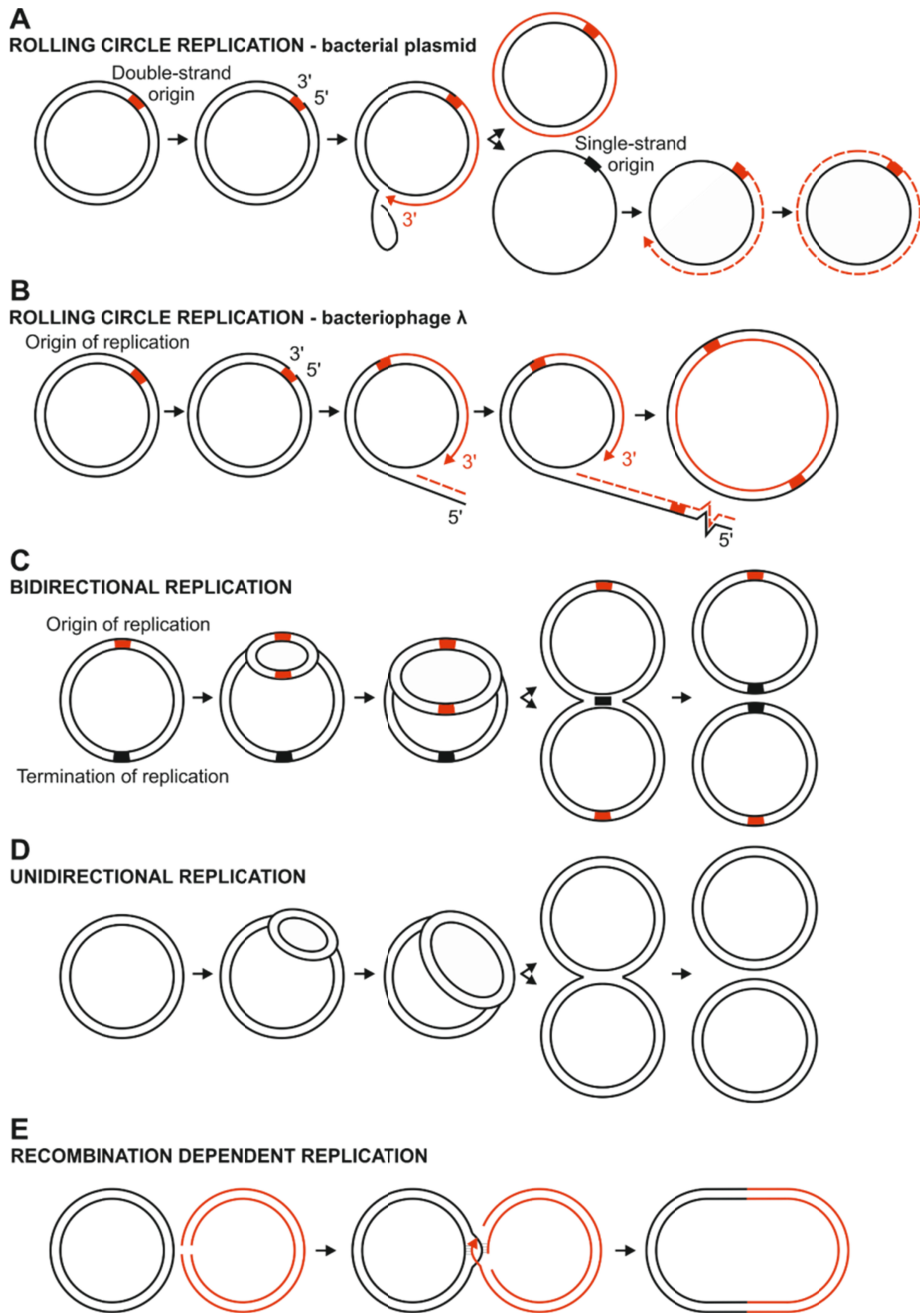 A
ROLLING CIRCLE REPLICATION - bacterial plasmid
Double-strand
origin
3'
5'
3'
Single-strand
origin
B
ROLLING CIRCLE REPLICATION - bacteriophage λ
Origin of replication
3'
5'
3'
5'
3'
5'
C
BIDIRECTIONAL REPLICATION
Origin of replication
Termination of replication
D
UNIDIRECTIONAL REPLICATION
E
RECOMBINATION DEPENDENT REPLICATION